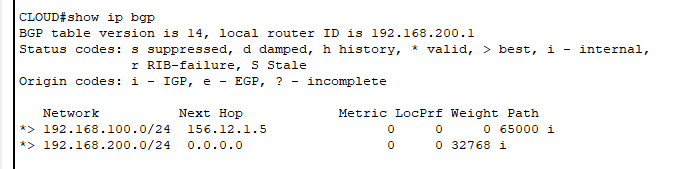 CLOUD#show ip bgp
BGP table version is 14, local router ID is 192.168.200.1
Status codes: s suppressed, d damped, h history, * valid, > best, i - internal,
              r RIB-failure, S Stale
Origin codes: i - IGP, e - EGP, ? - incomplete

   Network          Next Hop            Metric LocPrf Weight Path
*> 192.168.100.0/24  156.12.1.5               0     0      0 65000 i
*> 192.168.200.0/24  0.0.0.0                  0     0  32768 i